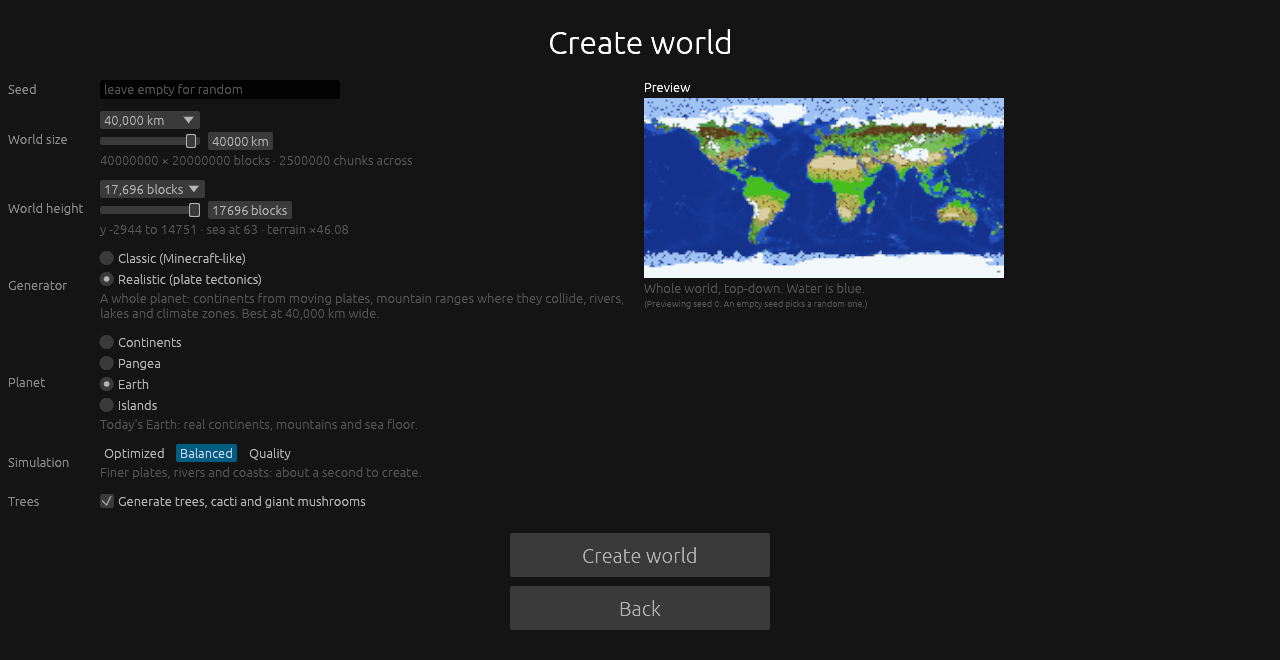 Create world
Seed
leave empty for random
World size
40,000 km
40000 km
40000000 × 20000000 blocks · 2500000 chunks across
World height
17,696 blocks
17696 blocks
y -2944 to 14751 · sea at 63 · terrain ×46.08
Generator
Classic (Minecraft-like)
Realistic (plate tectonics)
A whole planet: continents from moving plates, mountain ranges where they collide, rivers,
lakes and climate zones. Best at 40,000 km wide.
Planet
Continents
Pangea
Earth
Islands
Today's Earth: real continents, mountains and sea floor.
Simulation
Optimized Balanced Quality
Finer plates, rivers and coasts: about a second to create.
Trees
Generate trees, cacti and giant mushrooms
Preview
Whole world, top-down. Water is blue.
(Previewing seed 0. An empty seed picks a random one.)
Create world
Back